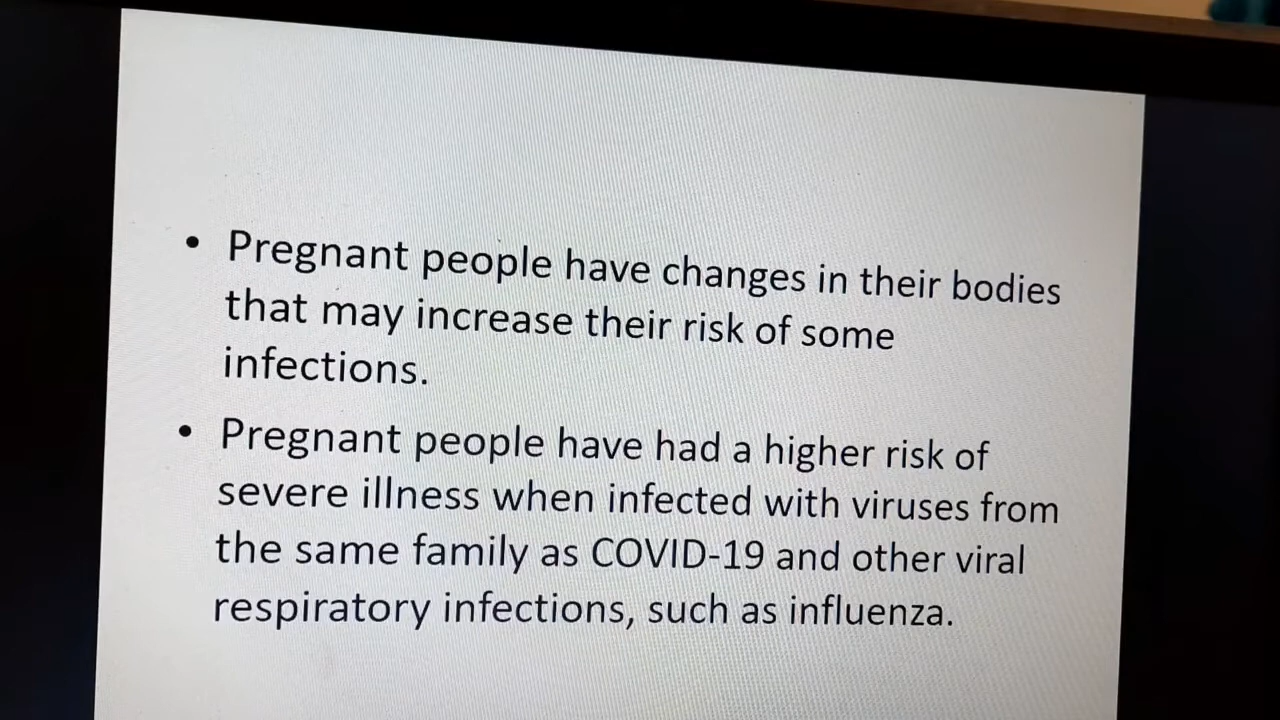 • Pregnant people have changes in their bodies
that may increase their risk of some
infections.
• Pregnant people have had a higher risk of
severe illness when infected with viruses from
the same family as COVID-19 and other viral
respiratory infections, such as influenza.